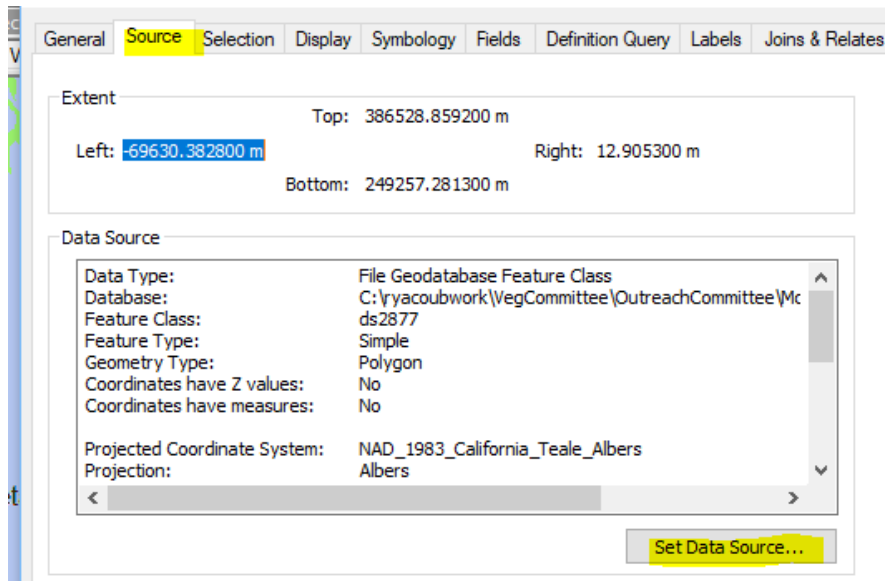 General Source Selection Display Symbology Fields Definition Query Labels Joins & Relates
Extent
Top: 386528.859200 m
Left: -69630.382800 m Right: 12.905300 m
Bottom: 249257.281300 m
Data Source
Data Type: File Geodatabase Feature Class
Database: C:\ryacoubwork\VegCommittee\OutreachCommittee\Mc
Feature Class: ds2877
Feature Type: Simple
Geometry Type: Polygon
Coordinates have Z values: No
Coordinates have measures: No
Projected Coordinate System: NAD_1983_California_Teale_Albers
Projection: Albers
Set Data Source...